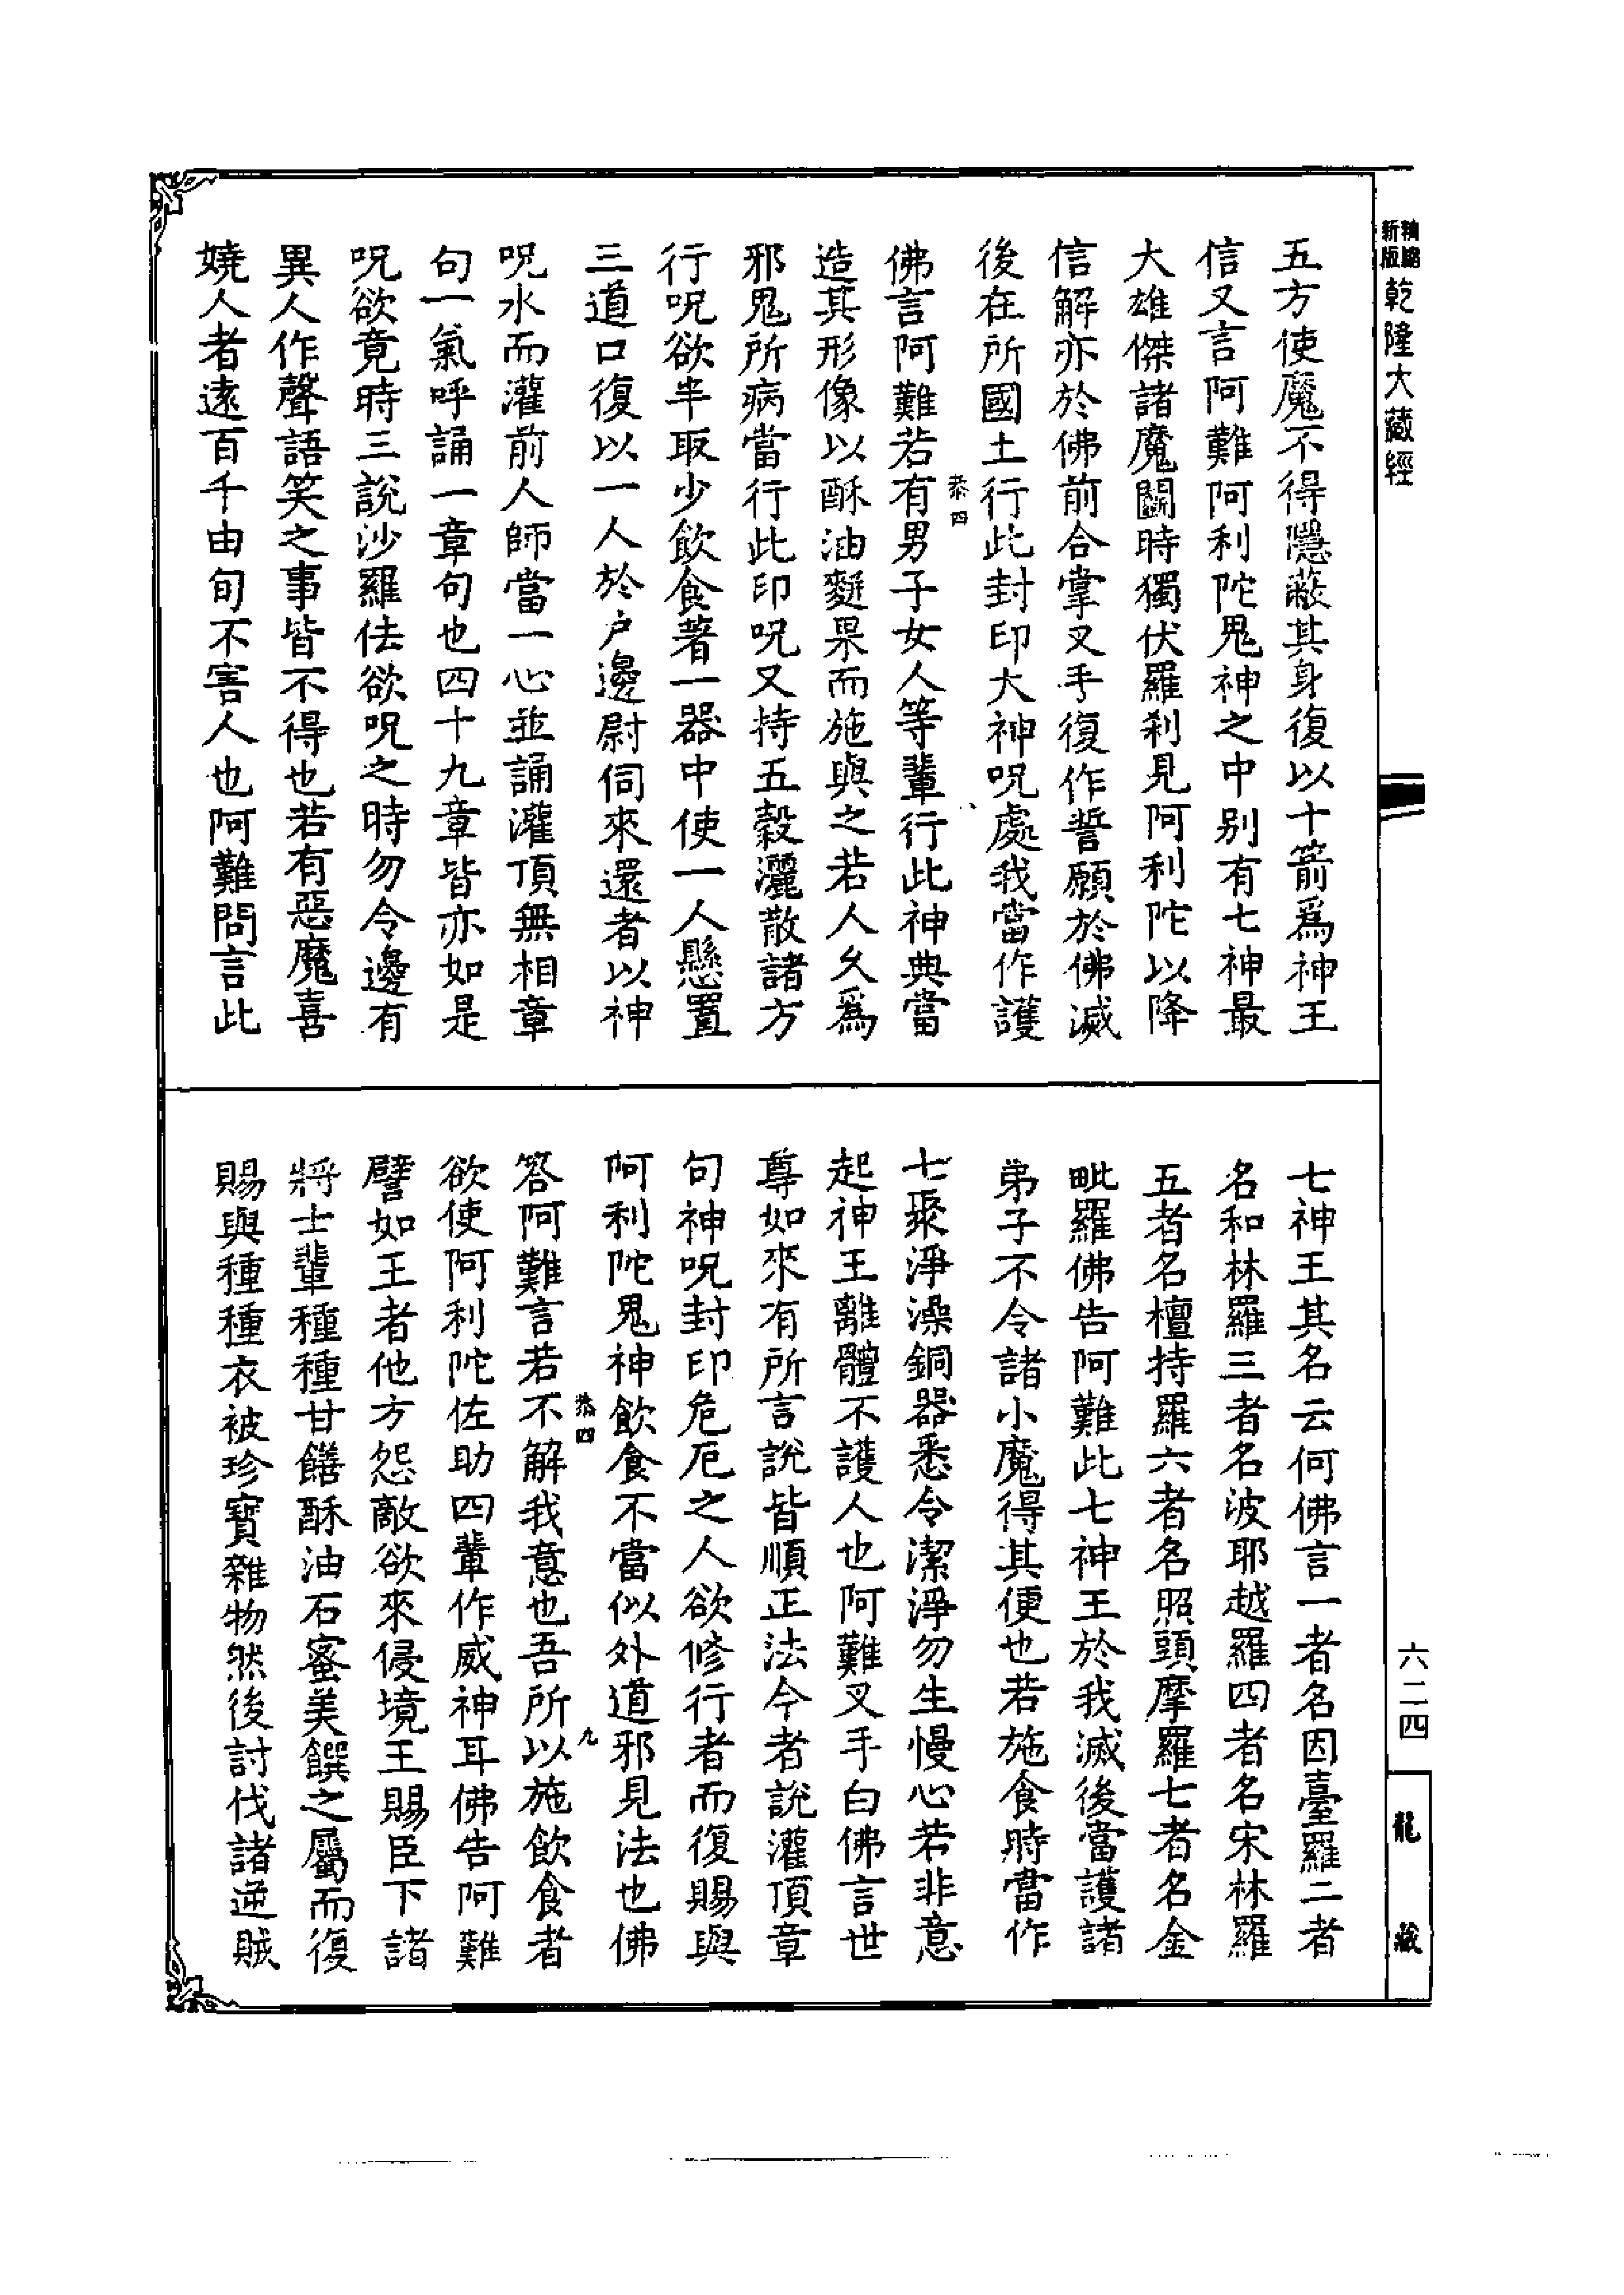 新版
精縮
乾隆大藏經
五方使魔不得隱蔽其身復以十箭為神王
信又言阿難阿利陀鬼神之中別有七神最
大雄傑諸魔鬬時獨伏羅剎見阿利陀以降
信解亦於佛前合掌叉手復作誓願於佛滅
後在所國土行此封印大神呪處我當作護
恭四
佛言阿難若有男子女人等輩行此神典當
造其形像以酥油麨果而施與之若人久為
邪鬼所病當行此印呪又持五穀灑散諸方
行呪欲半取少飲食著一器中使一人懸置
三道口復以一人於戶邊尉伺來還者以神
呪水而灌前人師當一心並誦灌頂無相章
句一氣呼誦一章句也四十九章皆亦如是
呪欲竟時三說沙羅佉欲呪之時勿令邊有
異人作聲語笑之事皆不得也若有惡魔喜
嬈人者遠百千由旬不害人也阿難問言此
七神王其名云何佛言一者名因臺羅二者
名和林羅三者名波耶越羅四者名宋林羅
五者名檀持羅六者名照頭摩羅七者名金
毗羅佛告阿難此七神王於我滅後當護諸
弟子不令諸小魔得其便也若施食時當作
七聚淨澡銅器悉令潔淨勿生慢心若非意
起神王離體不護人也阿難叉手白佛言世
尊如來有所言說皆順正法今者說灌頂章
句神呪封印危厄之人欲修行者而復賜與
阿利陀鬼神飲食不當似外道邪見法也佛
恭四
九
答阿難言若不解我意也吾所以施飲食者
欲使阿利陀佐助四輩作威神耳佛告阿難
譬如王者他方怨敵欲來侵境王賜臣下諸
將士輩種種甘饍酥油石蜜美饌之屬而復
賜與種種衣被珍寶雜物然後討伐諸逆賊
六二四
龍藏